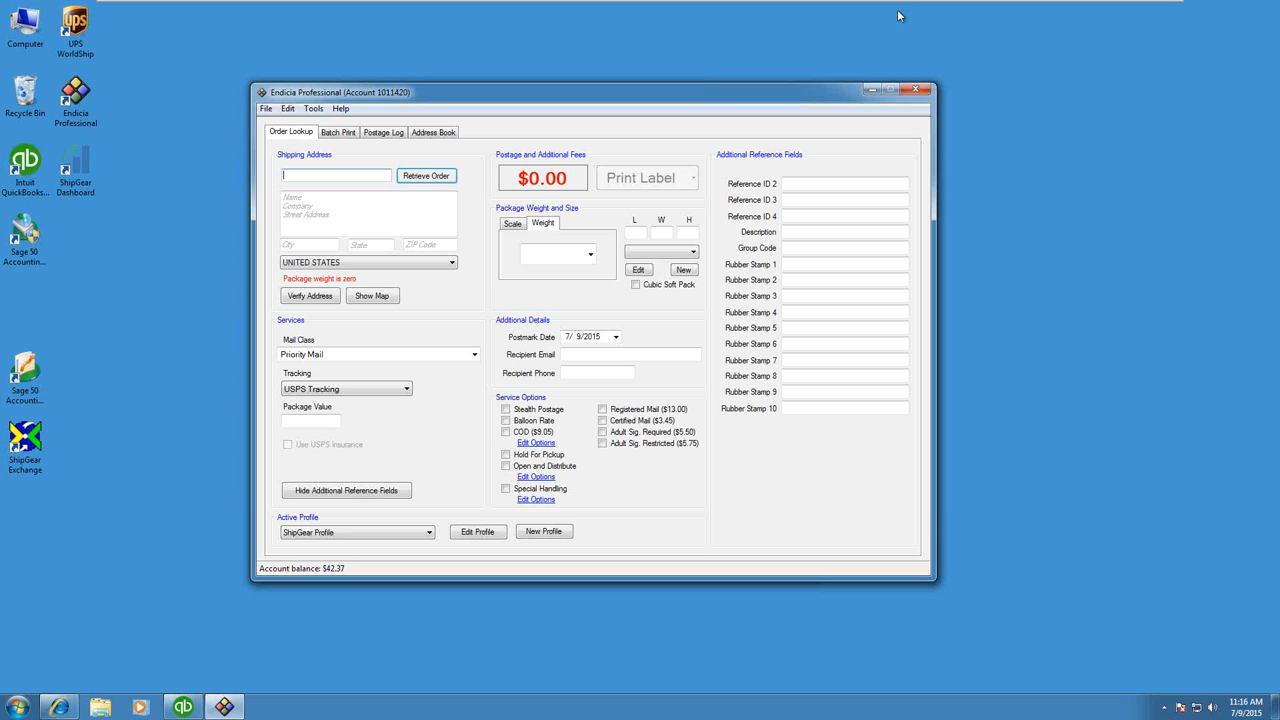 Computer
UPS
WorldShip
Recycle Bin
Endicia
Professional
Intuit
QuickBooks...
ShipGear
Dashboard
Sage 50
Accountin...
Sage 50
Accounti...
ShipGear
Exchange
Endicia Professional (Account 1011420)
File Edit Tools Help
Order Lookup Batch Print Postage Log Address Book
Shipping Address
Retrieve Order
Name
Company
Street Address
City State ZIP Code
UNITED STATES
Package weight is zero
Verify Address Show Map
Services
Mail Class
Priority Mail
Tracking
USPS Tracking
Package Value
Use USPS insurance
Hide Additional Reference Fields
Active Profile
ShipGear Profile Edit Profile New Profile
Account balance: $42.37
Postage and Additional Fees
$0.00 Print Label
Package Weight and Size
Scale Weight
L W H
Edit New
Cubic Soft Pack
Additional Details
Postmark Date 7/ 9/2015
Recipient Email
Recipient Phone
Service Options
Stealth Postage Registered Mail ($13.00)
Balloon Rate Certified Mail ($3.45)
COD ($9.05) Adult Sig. Required ($5.50)
Edit Options Adult Sig. Restricted ($5.75)
Hold For Pickup
Open and Distribute
Edit Options
Special Handling
Edit Options
Additional Reference Fields
Reference ID 2
Reference ID 3
Reference ID 4
Description
Group Code
Rubber Stamp 1
Rubber Stamp 2
Rubber Stamp 3
Rubber Stamp 4
Rubber Stamp 5
Rubber Stamp 6
Rubber Stamp 7
Rubber Stamp 8
Rubber Stamp 9
Rubber Stamp 10
11:16 AM
7/9/2015